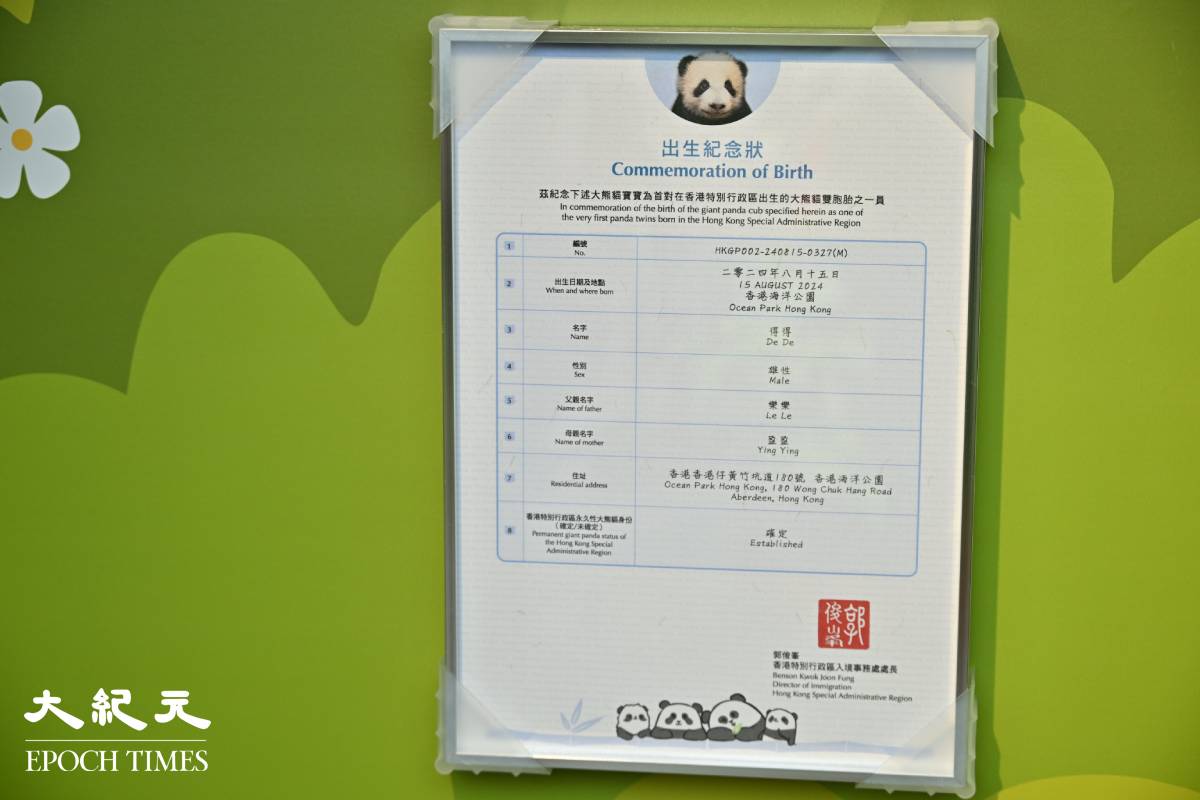 出生紀念狀
Commemoration of Birth
茲紀念下述大熊貓寶寶為首對在香港特別行政區出生的大熊貓雙胞胎之一員
In commemoration of the birth of the giant panda cub specified herein as one of
the very first panda twins born in the Hong Kong Special Administrative Region
1
編號
No.
HKGP002-240815-0327(M)
2
出生日期及地點
When and where born
二零二四年八月十五日
15 AUGUST 2024
香港海洋公園
Ocean Park Hong Kong
3
名字
Name
得得
De De
4
性別
Sex
雄性
Male
5
父親名字
Name of father
樂樂
Le Le
6
母親名字
Name of mother
盈盈
Ying Ying
7
住址
Residential address
香港香港仔黃竹坑道180號 香港海洋公園
Ocean Park Hong Kong, 180 Wong Chuk Hang Road
Aberdeen, Hong Kong
8
香港特別行政區永久性大熊貓身份
(確定/未確定)
Permanent giant panda status of
the Hong Kong Special
Administrative Region
確定
Established
郭俊峯
郭俊峯
香港特別行政區入境事務處處長
Benson Kwok Joon Fung
Director of Immigration
Hong Kong Special Administrative Region
大紀元
EPOCH TIMES